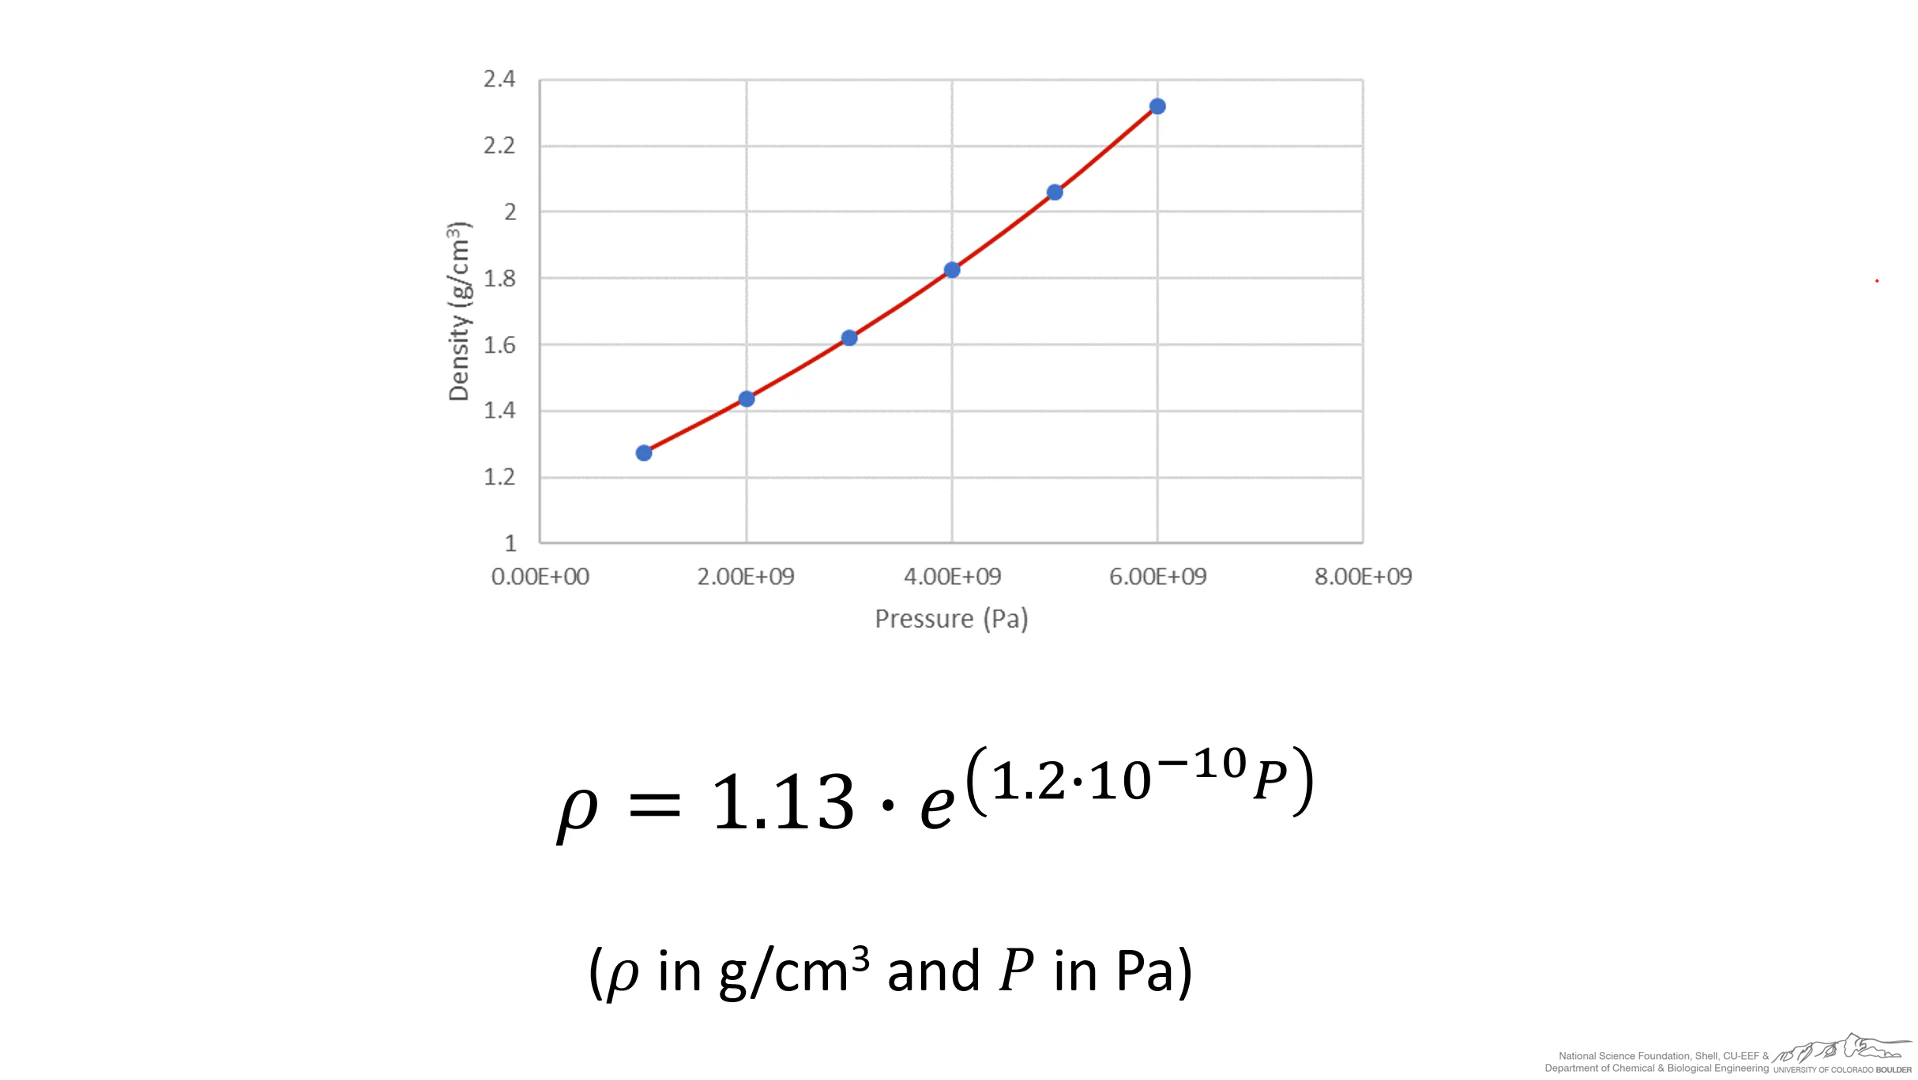 2.4
2.2
2
1.8
1.6
1.4
1.2
1
Density (g/cm³)
0.00E+00 2.00E+09 4.00E+09 6.00E+09 8.00E+09
Pressure (Pa)
ρ = 1.13 · e^(1.2·10⁻¹⁰P)
(ρ in g/cm³ and P in Pa)
National Science Foundation, Shell, CU-EEF &
Department of Chemical & Biological Engineering UNIVERSITY OF COLORADO BOULDER